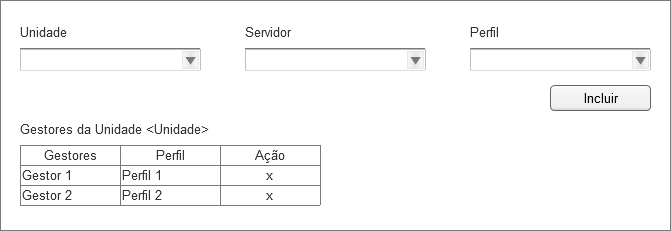 Unidade Servidor Perfil
Incluir
Gestores da Unidade <Unidade>
Gestores Perfil Ação
Gestor 1 Perfil 1 x
Gestor 2 Perfil 2 x